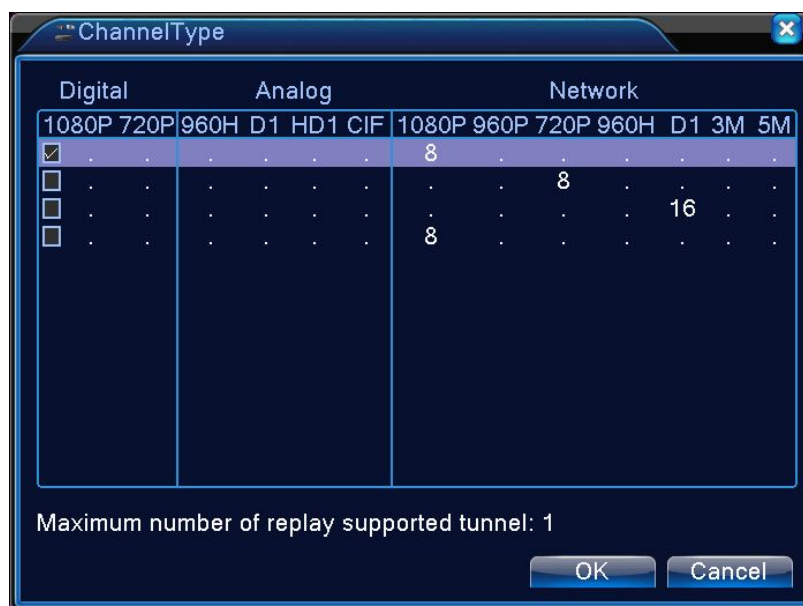 ChannelType
Digital Analog Network
1080P 720P 960H D1 HD1 CIF 1080P 960P 720P 960H D1 3M 5M
. . . . . . 8 . . . . . .
. . . . . . . . 8 . . . .
. . . . . . . . . . 16 . .
. . . . . . 8 . . . . . .
Maximum number of replay supported tunnel: 1
OK Cancel